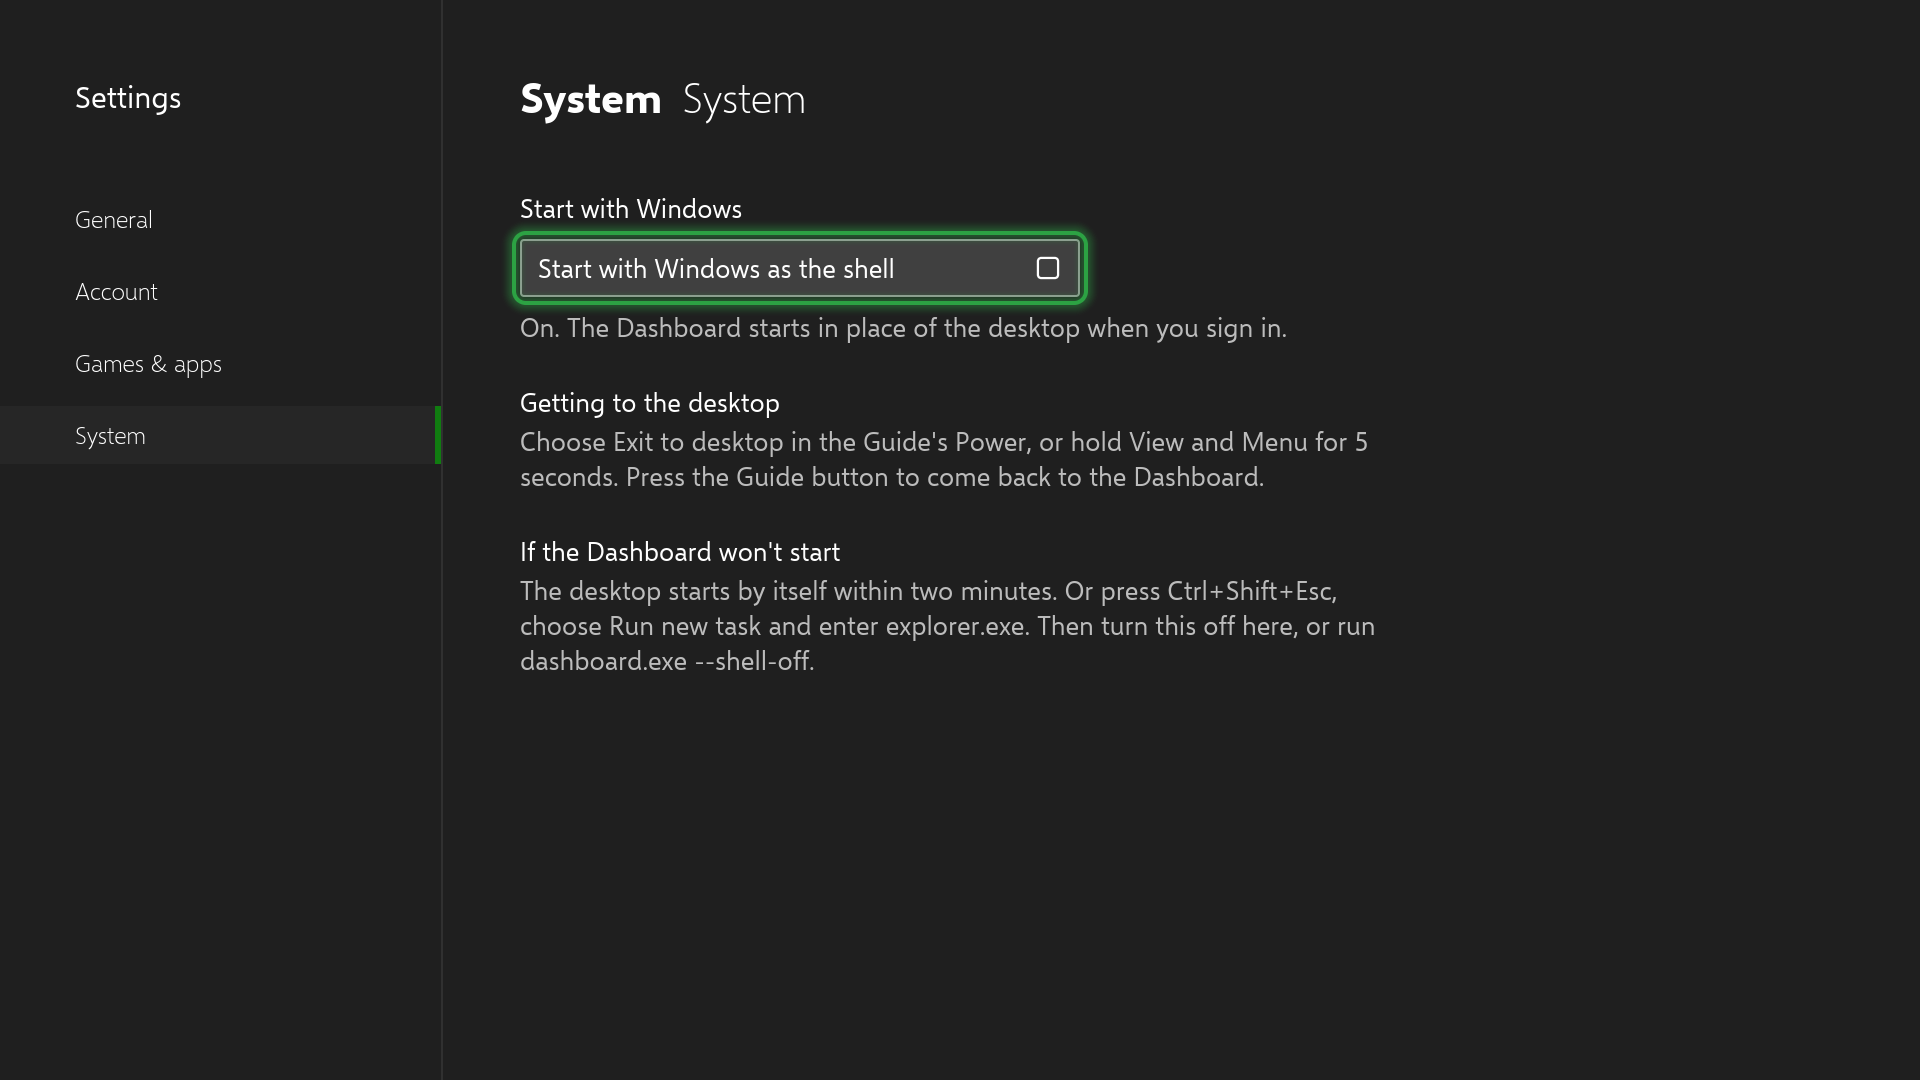 Settings
General
Account
Games & apps
System
System System
Start with Windows
Start with Windows as the shell
On. The Dashboard starts in place of the desktop when you sign in.
Getting to the desktop
Choose Exit to desktop in the Guide's Power, or hold View and Menu for 5
seconds. Press the Guide button to come back to the Dashboard.
If the Dashboard won't start
The desktop starts by itself within two minutes. Or press Ctrl+Shift+Esc,
choose Run new task and enter explorer.exe. Then turn this off here, or run
dashboard.exe --shell-off.